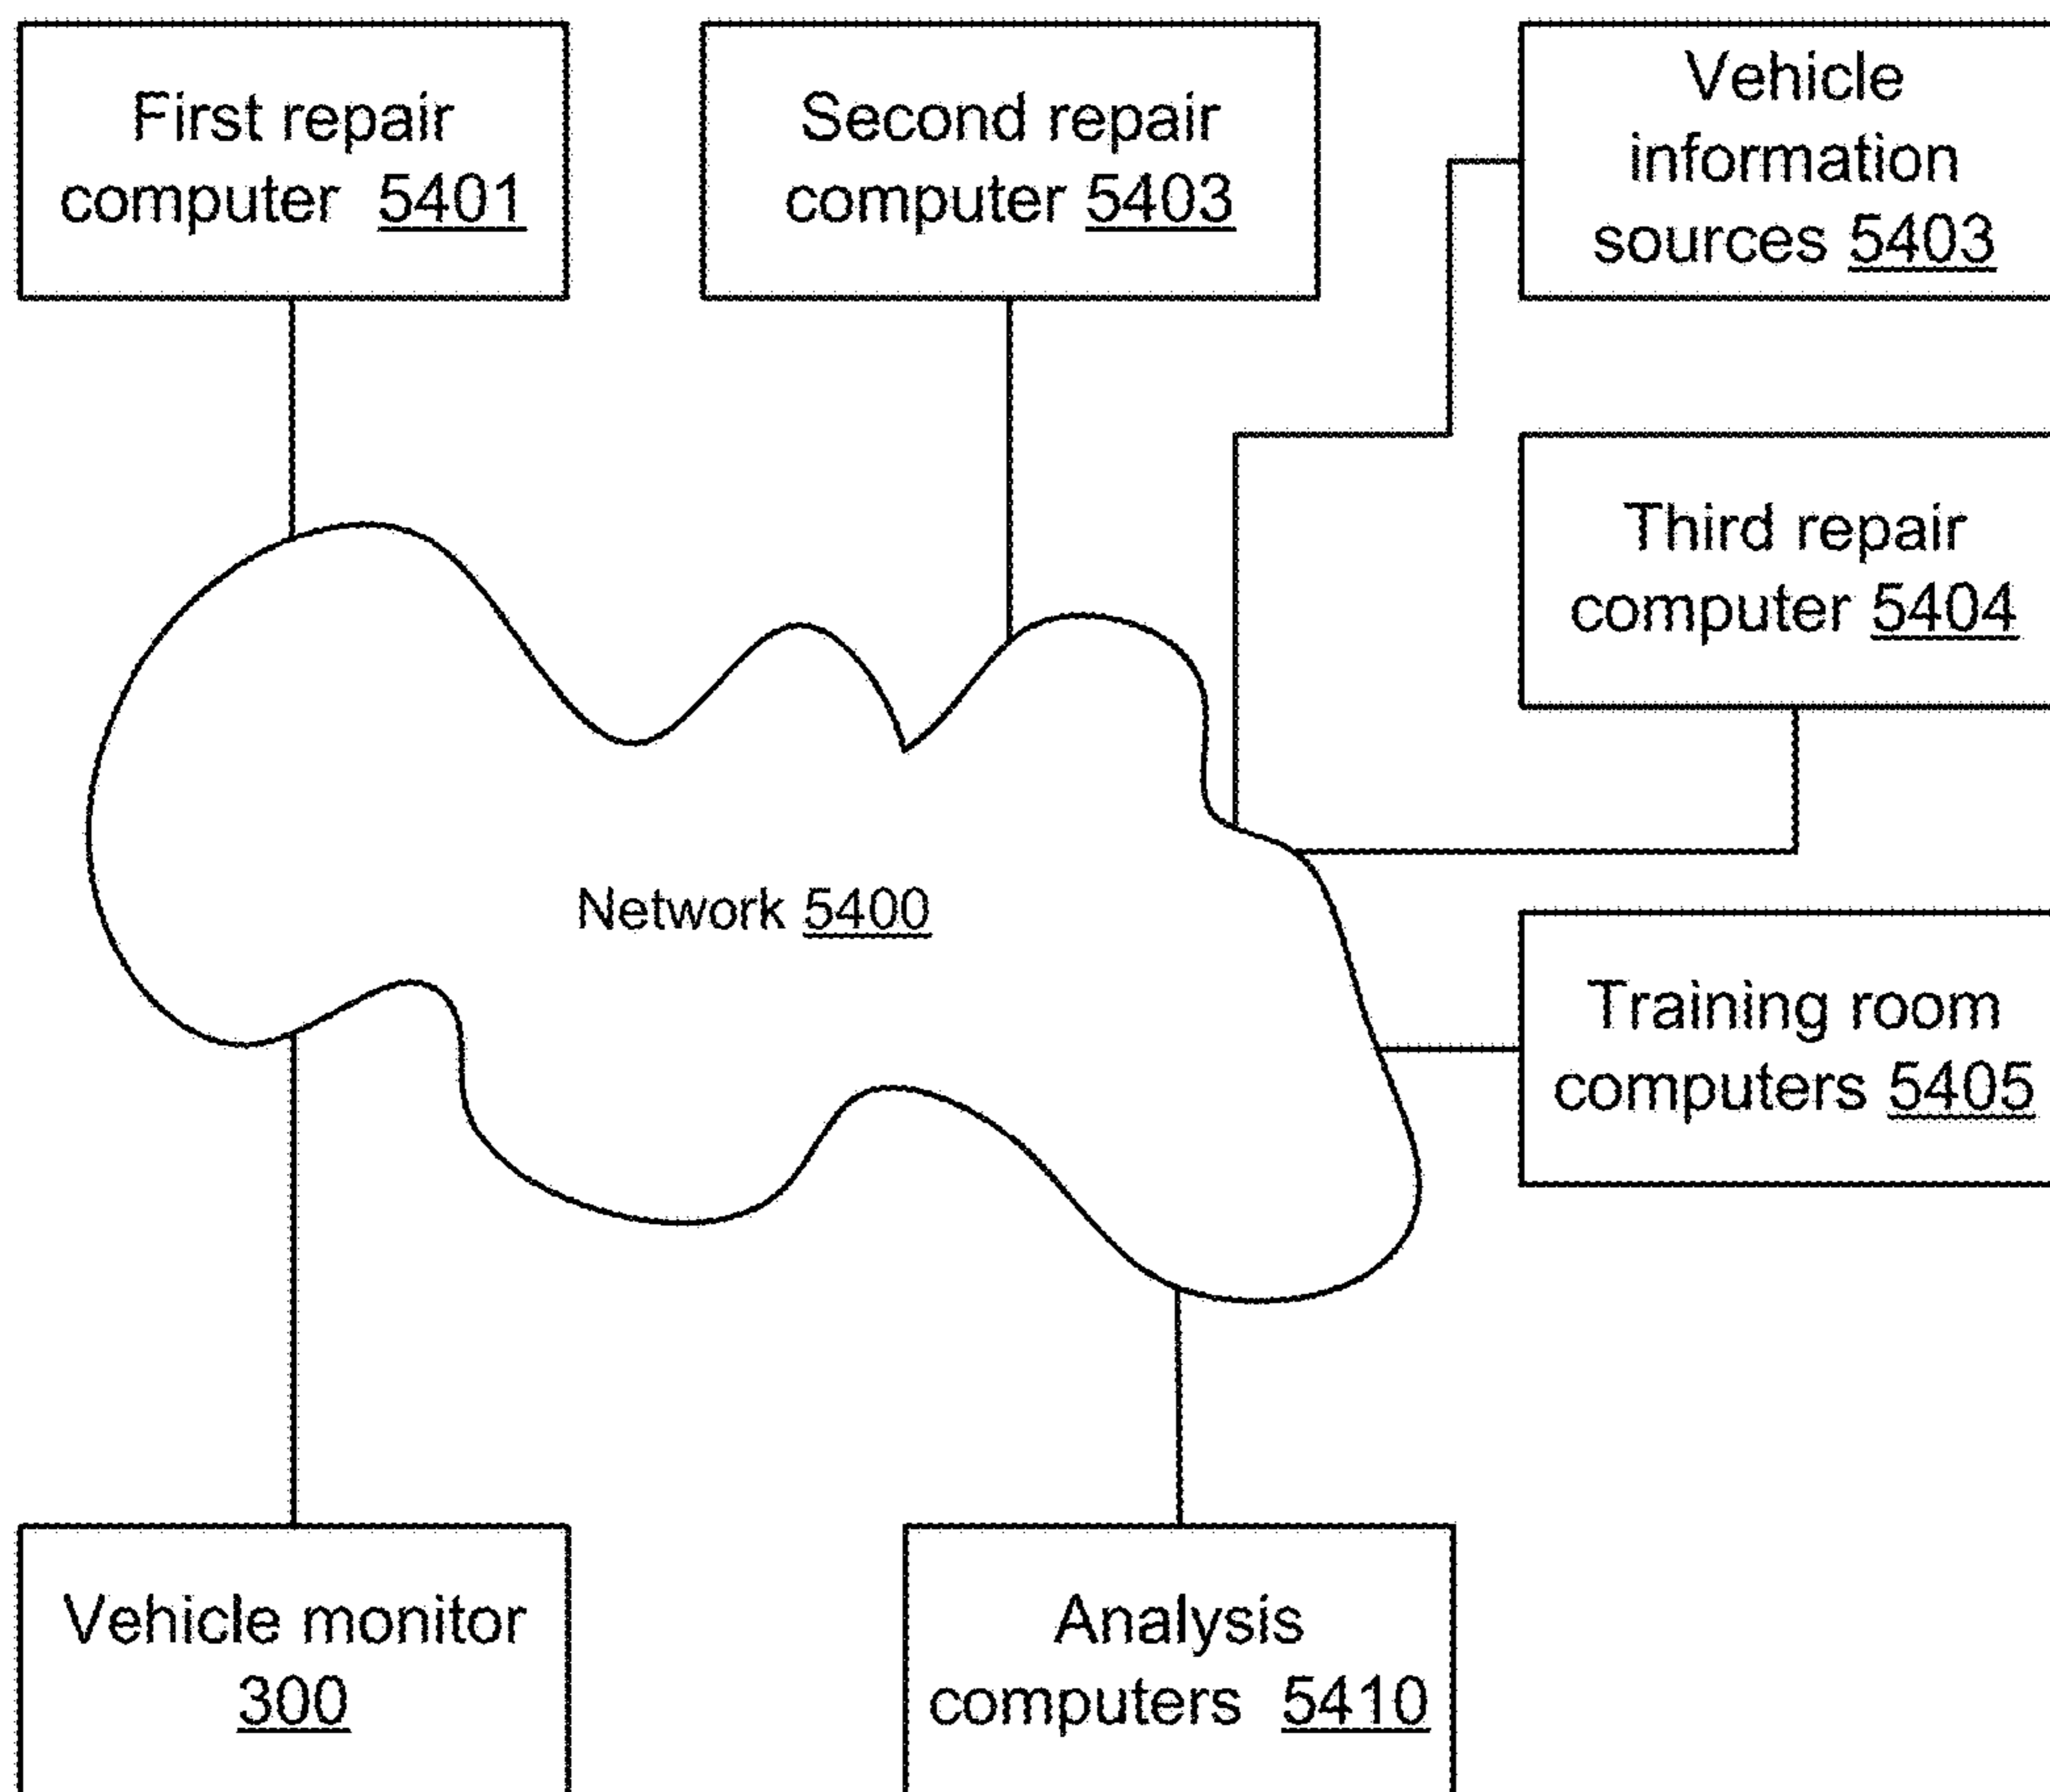 First repair
computer 5401
Second repair
computer 5403
Vehicle
information
sources 5403
Third repair
computer 5404
Network 5400
Training room
computers 5405
Vehicle monitor
300
Analysis
computers 5410